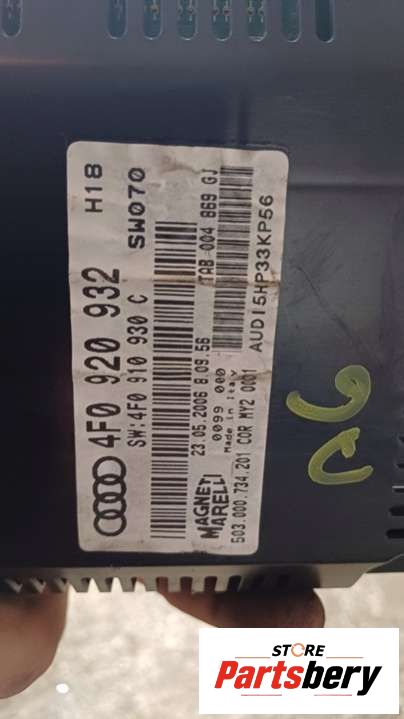 4F0 920 932 H18
SW:4F0 910 930 C SW070
23.05.2006 8.09.56 TAB 004 869 GJ
MAGNETI
MARELLI
0099 000
Made in Italy
AUDI5HP33KP56
503.000.734.201 COR MY2 0001
STORE
Partsbery